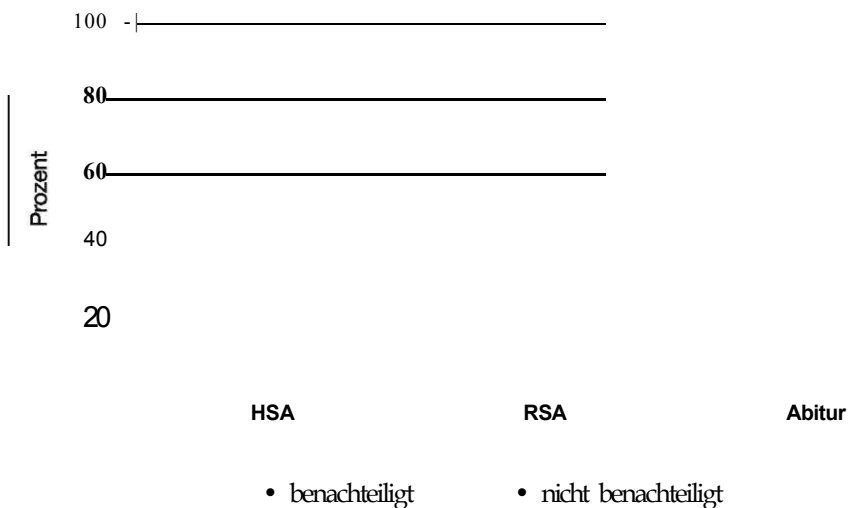 100
80
60
Prozent
40
20
HSA RSA Abitur
• benachteiligt • nicht benachteiligt